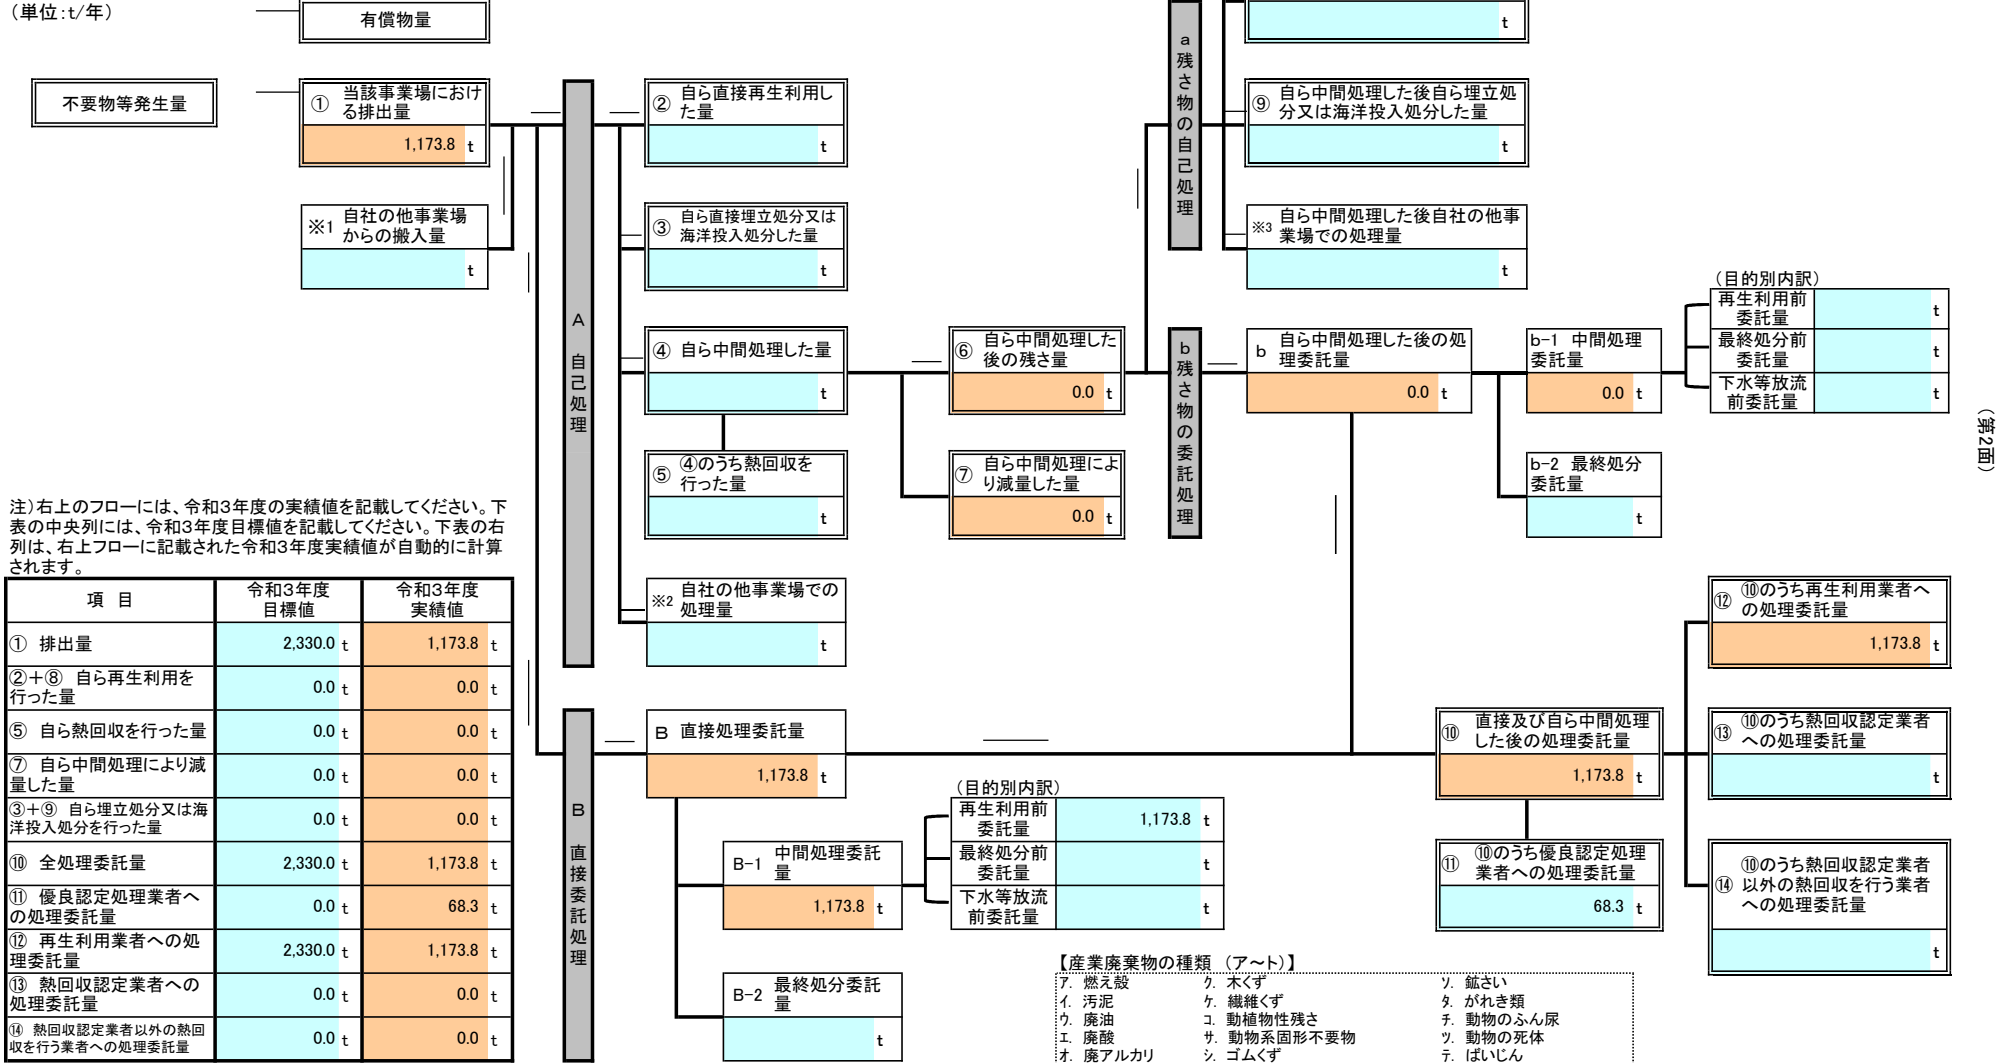 （単位：t/年）
有償物量
t
不要物等発生量
① 当該事業場におけ
る排出量
1,173.8 t
※1 自社の他事業場
からの搬入量
t
A 自己処理
② 自ら直接再生利用し
た量
t
③ 自ら直接埋立処分又は
海洋投入処分した量
t
④ 自ら中間処理した量
t
⑤ ④のうち熱回収を
行った量
t
※2 自社の他事業場での
処理量
t
⑥ 自ら中間処理した
後の残さ量
0.0 t
⑦ 自ら中間処理によ
り減量した量
0.0 t
a 残さ物の自己処理
⑨ 自ら中間処理した後自ら埋立処
分又は海洋投入処分した量
t
※3 自ら中間処理した後自社の他事
業場での処理量
t
b 残さ物の委託処理
b 自ら中間処理した後の処
理委託量
0.0 t
b-1 中間処理
委託量
0.0 t
（目的別内訳）
再生利用前
委託量
t
最終処分前
委託量
t
下水等放流
前委託量
t
b-2 最終処分
委託量
t
（第2面）
注）右上のフローには、令和3年度の実績値を記載してください。下
表の中央列には、令和3年度目標値を記載してください。下表の右
列は、右上フローに記載された令和3年度実績値が自動的に計算
されます。
項 目 令和3年度 目標値 令和3年度 実績値
① 排出量 2,330.0 t 1,173.8 t
②＋⑧ 自ら再生利用を
行った量 0.0 t 0.0 t
⑤ 自ら熱回収を行った量 0.0 t 0.0 t
⑦ 自ら中間処理により減
量した量 0.0 t 0.0 t
③＋⑨ 自ら埋立処分又は海
洋投入処分を行った量 0.0 t 0.0 t
⑩ 全処理委託量 2,330.0 t 1,173.8 t
⑪ 優良認定処理業者へ
の処理委託量 0.0 t 68.3 t
⑫ 再生利用業者への処
理委託量 2,330.0 t 1,173.8 t
⑬ 熱回収認定業者への
処理委託量 0.0 t 0.0 t
⑭ 熱回収認定業者以外の熱回
収を行う業者への処理委託量 0.0 t 0.0 t
B 直接委託処理
B 直接処理委託量
1,173.8 t
B-1 中間処理委託
量
1,173.8 t
（目的別内訳）
再生利用前
委託量
1,173.8 t
最終処分前
委託量
t
下水等放流
前委託量
t
B-2 最終処分委託
量
t
⑩ 直接及び自ら中間処理
した後の処理委託量
1,173.8 t
⑪ ⑩のうち優良認定処理
業者への処理委託量
68.3 t
⑫ ⑩のうち再生利用業者へ
の処理委託量
1,173.8 t
⑬ ⑩のうち熱回収認定業者
への処理委託量
t
⑭ ⑩のうち熱回収認定業者
以外の熱回収を行う業者
への処理委託量
t
【産業廃棄物の種類 （ア～ト）】
ア. 燃え殻 ク. 木くず ソ. 鉱さい
イ. 汚泥 ケ. 繊維くず タ. がれき類
ウ. 廃油 コ. 動植物性残さ チ. 動物のふん尿
エ. 廃酸 サ. 動物系固形不要物 ツ. 動物の死体
オ. 廃アルカリ シ. ゴムくず テ. ばいじん